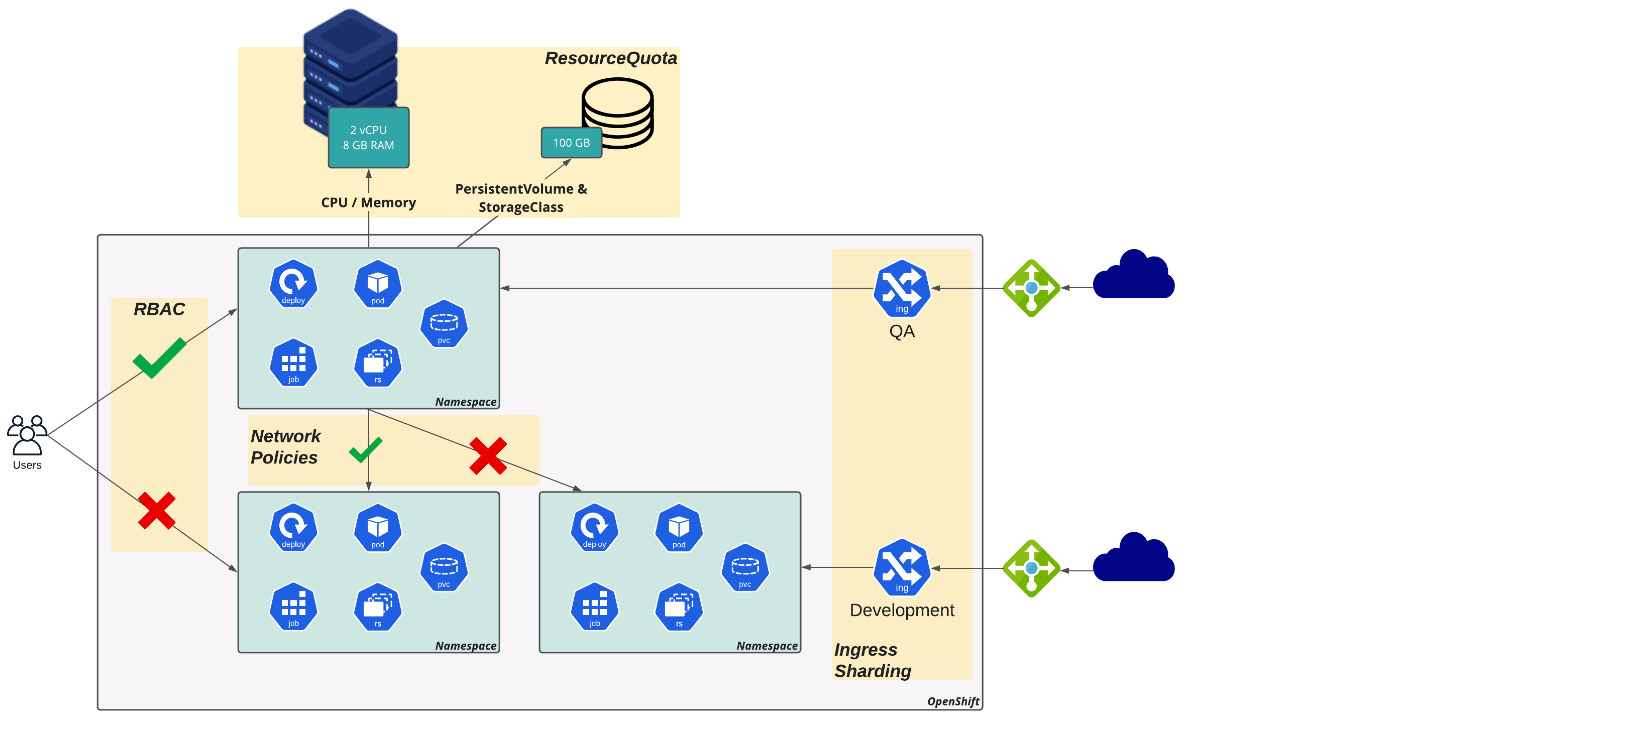 ResourceQuota
2 vCPU
8 GB RAM
100 GB
CPU / Memory
PersistentVolume &
StorageClass
RBAC
deploy
pod
pvc
job
rs
Namespace
ing
QA
Users
Network
Policies
deploy
pod
pvc
job
rs
Namespace
deploy
pod
pvc
job
rs
Namespace
ing
Development
Ingress
Sharding
OpenShift